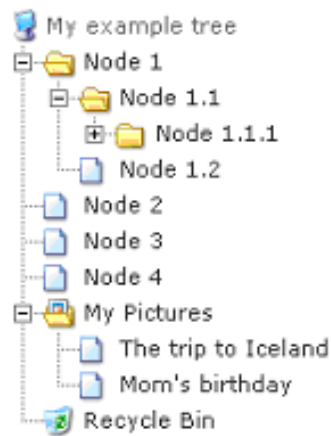 My example tree
Node 1
Node 1.1
Node 1.1.1
Node 1.2
Node 2
Node 3
Node 4
My Pictures
The trip to Iceland
Mom's birthday
Recycle Bin